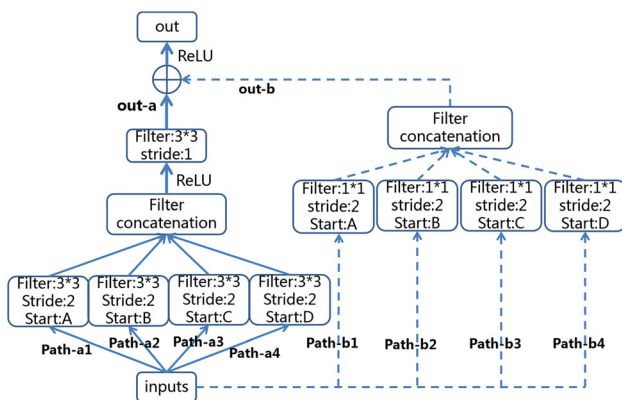 out
ReLU
out-a
out-b
Filter:3*3
stride:1
ReLU
Filter
concatenation
Filter
concatenation
Filter:1*1
stride:2
Start:A
Filter:1*1
stride:2
Start:B
Filter:1*1
stride:2
Start:C
Filter:1*1
stride:2
Start:D
Filter:3*3
Stride:2
Start:A
Filter:3*3
Stride:2
Start:B
Filter:3*3
Stride:2
Start:C
Filter:3*3
Stride:2
Start:D
Path-a1
Path-a2
Path-a3
Path-a4
Path-b1
Path-b2
Path-b3
Path-b4
inputs